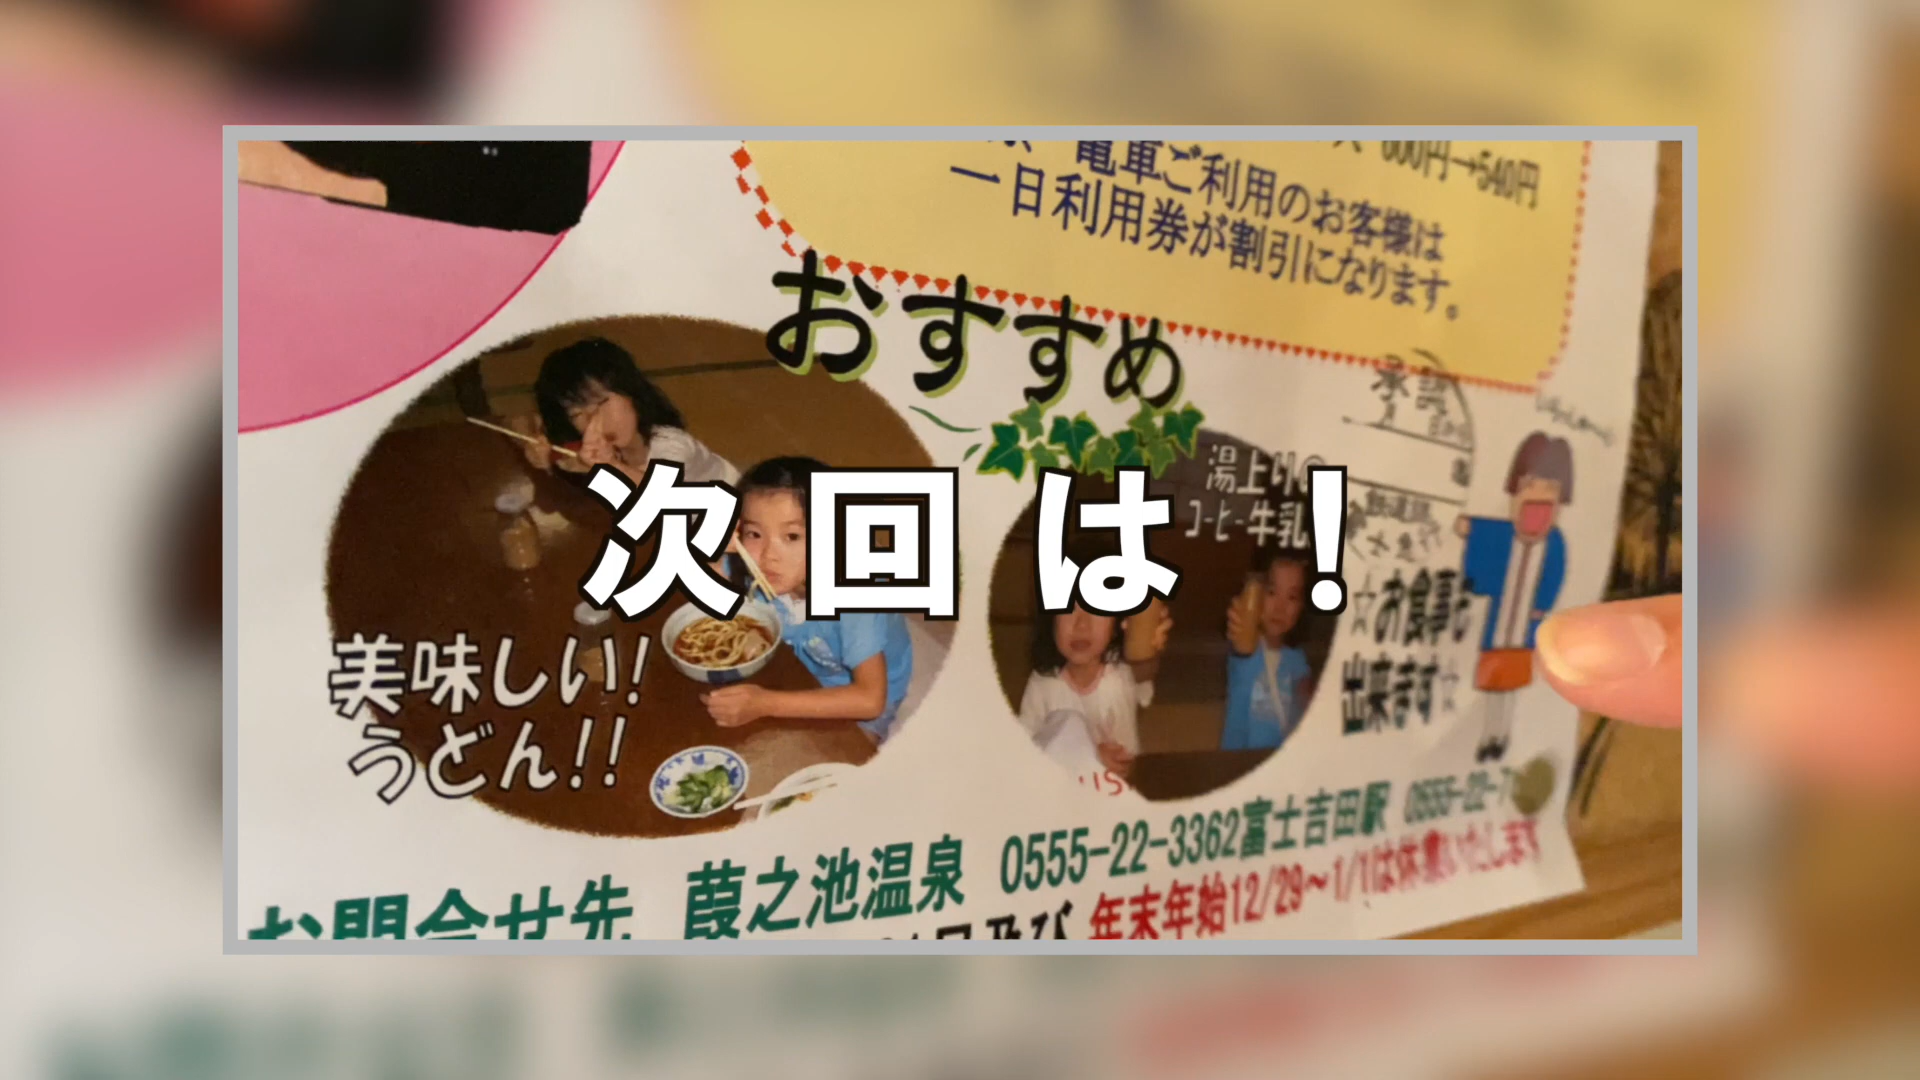 600円→540円
電車ご利用のお客様は
一日利用券が割引になります。
おすすめ
承認
湯上りの
コーヒー牛乳
次回は!
☆お食事も
出来ます☆
美味しい!
うどん!!
お問合せ先 葭之池温泉 0555-22-3362富士吉田駅 0555-22-7
年末年始12/29～1/1は休業いたします